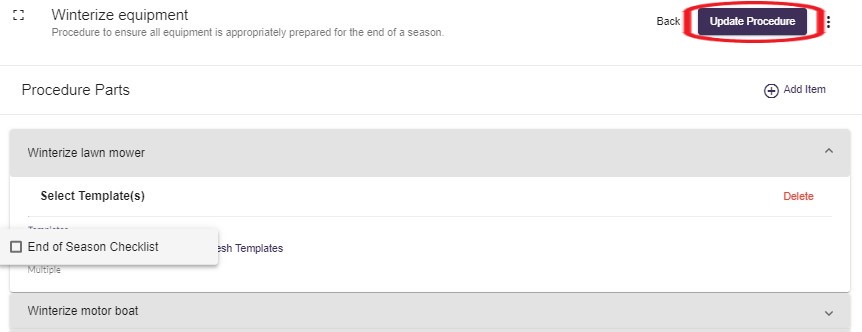 Winterize equipment
Procedure to ensure all equipment is appropriately prepared for the end of a season.
Back
Update Procedure
Procedure Parts
Add Item
Winterize lawn mower
Select Template(s)
Delete
Templates
End of Season Checklist
esh Templates
Multiple
Winterize motor boat